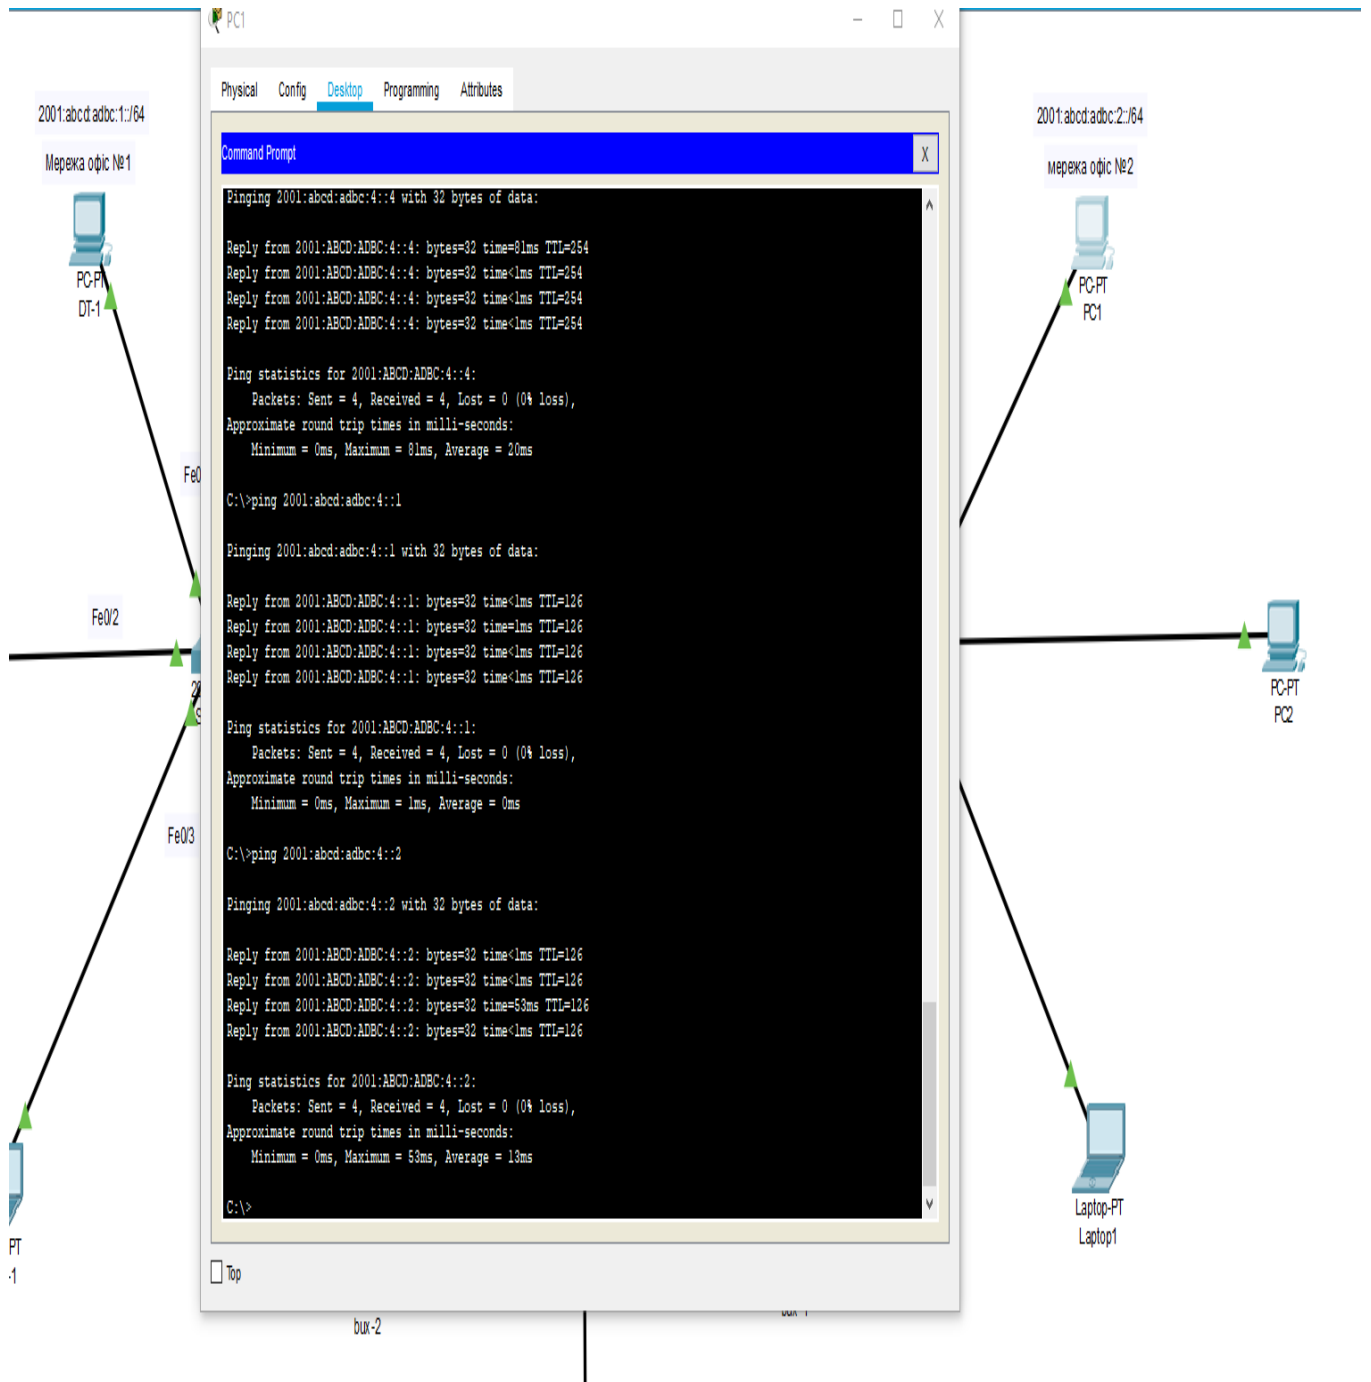 PC1
Physical Config Desktop Programming Attributes
2001:abcd:adbc:1::/64
Мережа офіс №1
PC-PT
DT-1
Fe0/2
Fe0/3
PT
-1
Command Prompt
X
Pinging 2001:abcd:adbc:4::4 with 32 bytes of data:
Reply from 2001:ABCD:ADBC:4::4: bytes=32 time=81ms TTL=254
Reply from 2001:ABCD:ADBC:4::4: bytes=32 time<1ms TTL=254
Reply from 2001:ABCD:ADBC:4::4: bytes=32 time<1ms TTL=254
Reply from 2001:ABCD:ADBC:4::4: bytes=32 time<1ms TTL=254
Ping statistics for 2001:ABCD:ADBC:4::4:
Packets: Sent = 4, Received = 4, Lost = 0 (0% loss),
Approximate round trip times in milli-seconds:
Minimum = 0ms, Maximum = 81ms, Average = 20ms
C:\>ping 2001:abcd:adbc:4::1
Pinging 2001:abcd:adbc:4::1 with 32 bytes of data:
Reply from 2001:ABCD:ADBC:4::1: bytes=32 time<1ms TTL=126
Reply from 2001:ABCD:ADBC:4::1: bytes=32 time=1ms TTL=126
Reply from 2001:ABCD:ADBC:4::1: bytes=32 time<1ms TTL=126
Reply from 2001:ABCD:ADBC:4::1: bytes=32 time<1ms TTL=126
Ping statistics for 2001:ABCD:ADBC:4::1:
Packets: Sent = 4, Received = 4, Lost = 0 (0% loss),
Approximate round trip times in milli-seconds:
Minimum = 0ms, Maximum = 1ms, Average = 0ms
C:\>ping 2001:abcd:adbc:4::2
Pinging 2001:abcd:adbc:4::2 with 32 bytes of data:
Reply from 2001:ABCD:ADBC:4::2: bytes=32 time<1ms TTL=126
Reply from 2001:ABCD:ADBC:4::2: bytes=32 time<1ms TTL=126
Reply from 2001:ABCD:ADBC:4::2: bytes=32 time=53ms TTL=126
Reply from 2001:ABCD:ADBC:4::2: bytes=32 time<1ms TTL=126
Ping statistics for 2001:ABCD:ADBC:4::2:
Packets: Sent = 4, Received = 4, Lost = 0 (0% loss),
Approximate round trip times in milli-seconds:
Minimum = 0ms, Maximum = 53ms, Average = 13ms
C:\>
Top
bux-2
2001:abcd:adbc:2::/64
мережа офіс №2
PC-PT
PC1
PC-PT
PC2
Laptop-PT
Laptop1